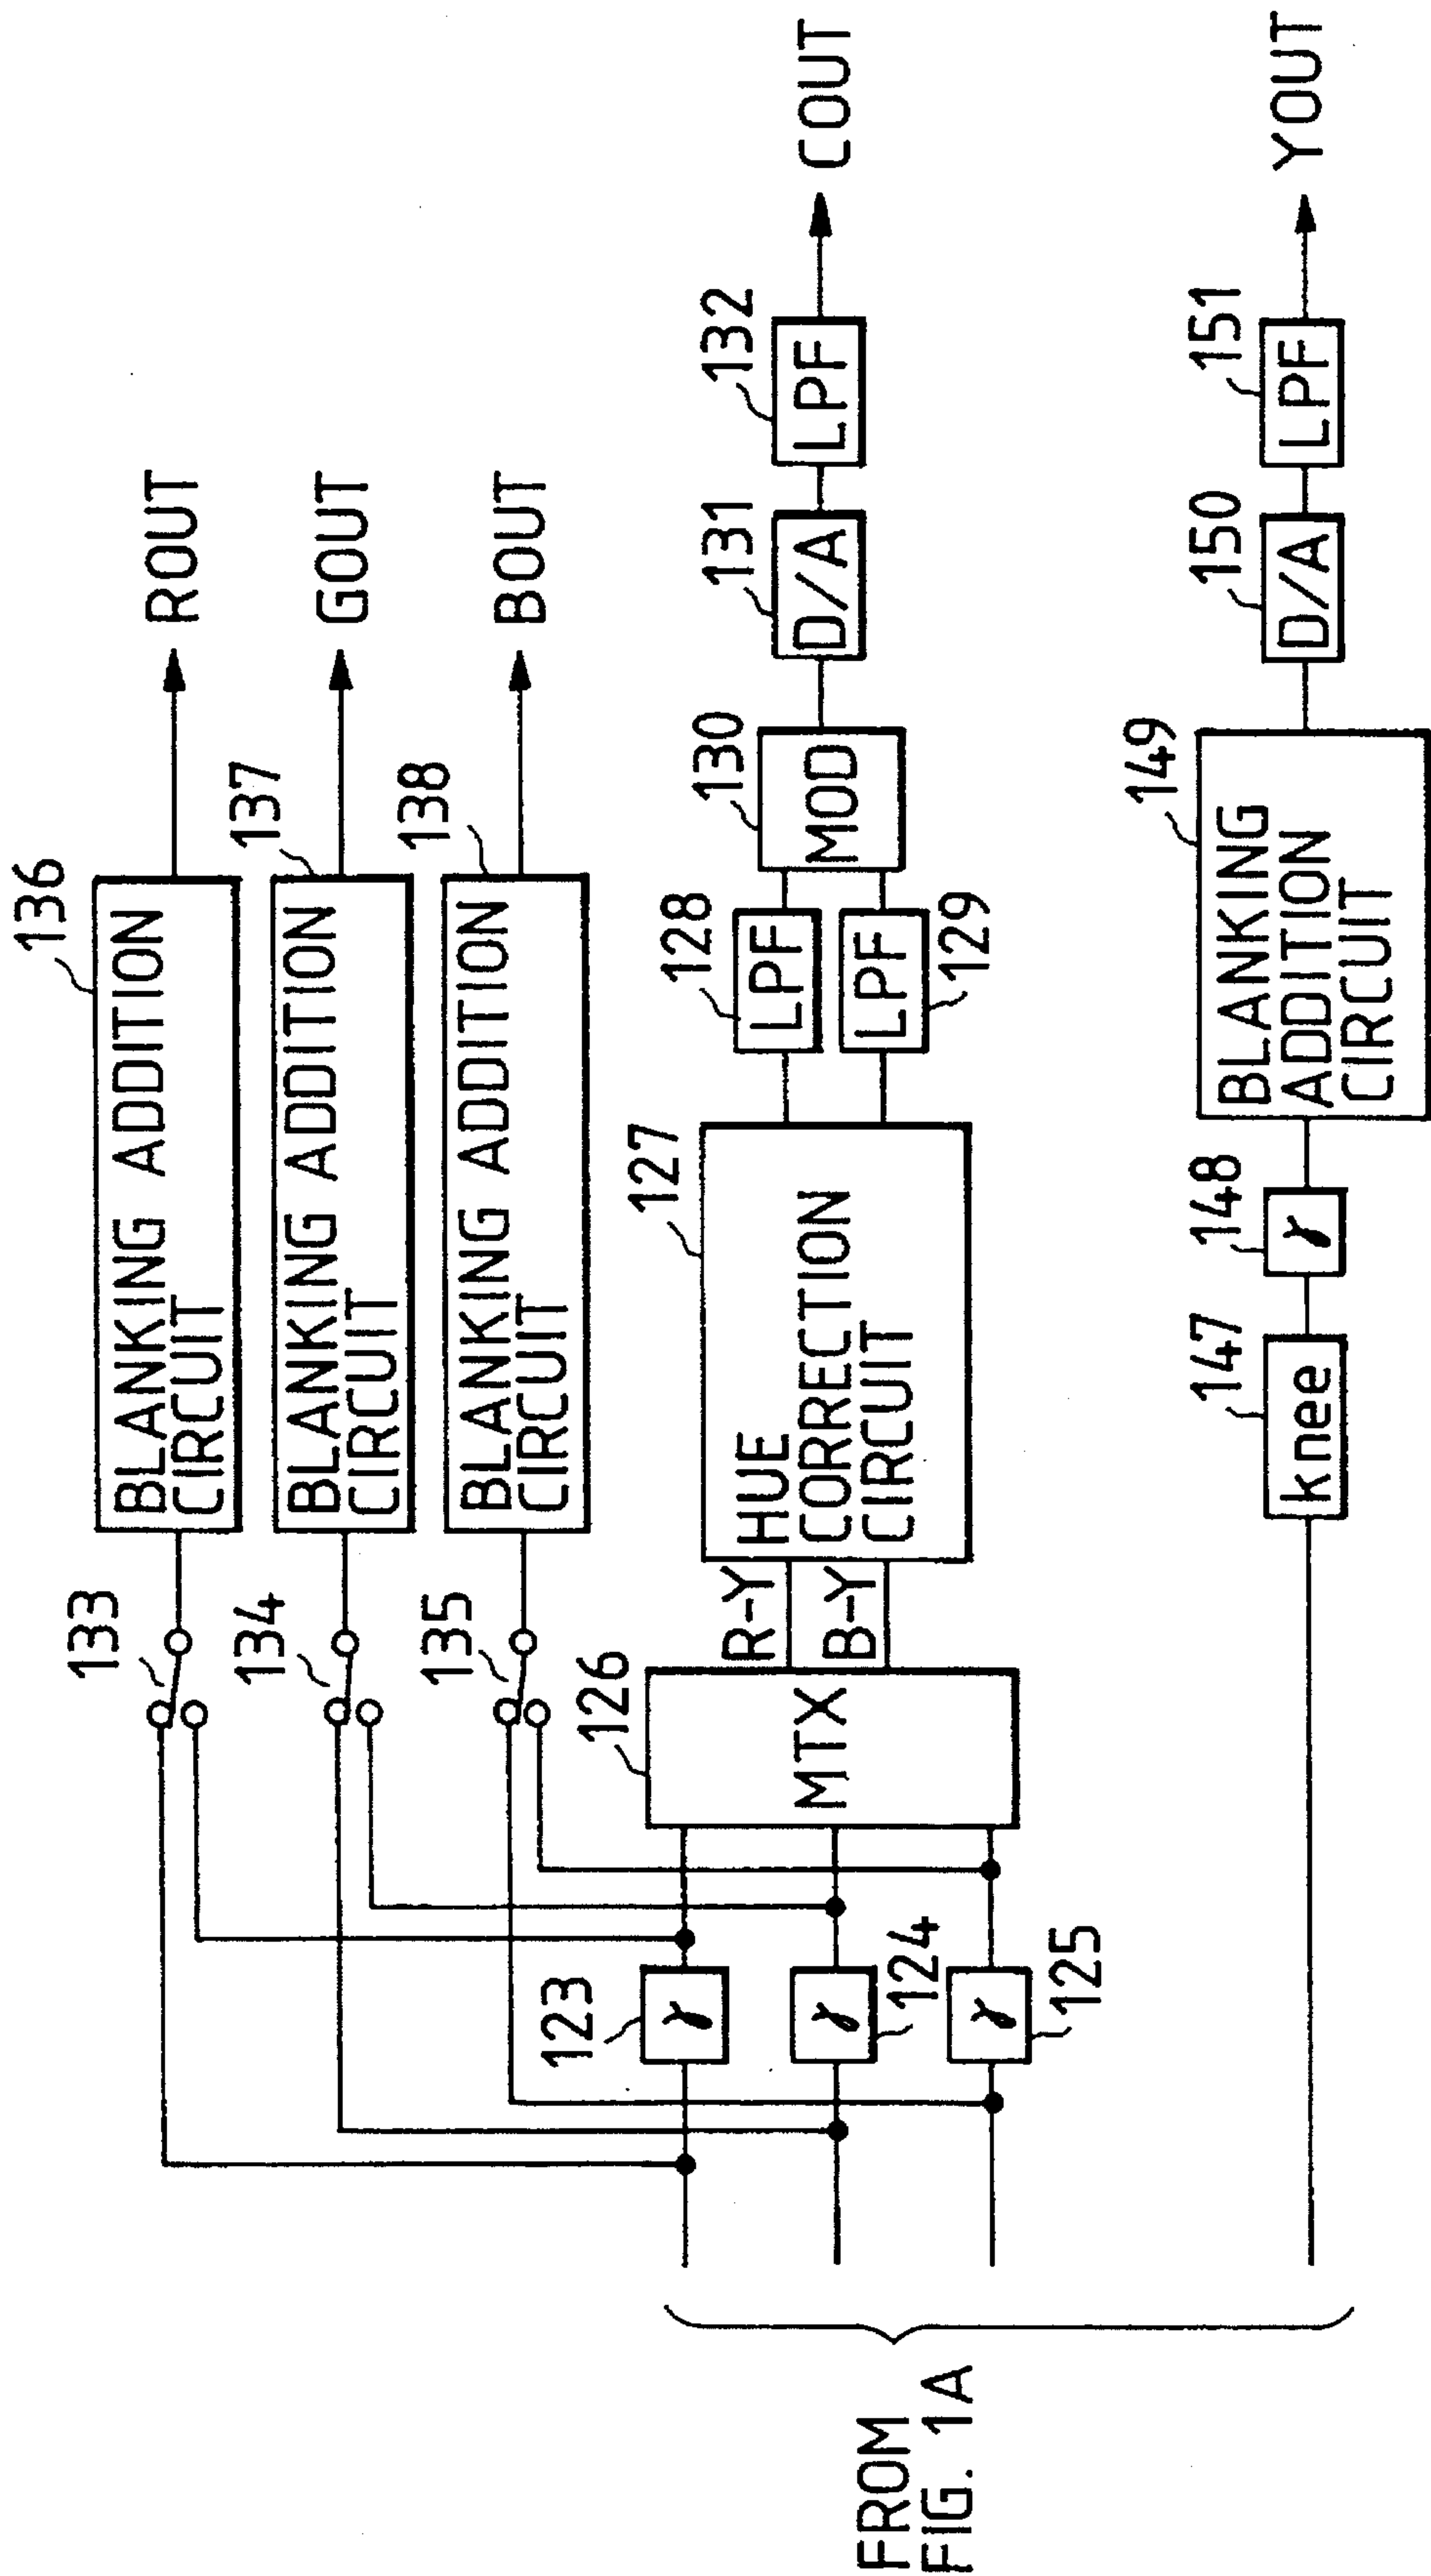 136
BLANKING ADDITION
CIRCUIT
ROUT
133
137
BLANKING ADDITION
CIRCUIT
GOUT
134
138
BLANKING ADDITION
CIRCUIT
BOUT
135
123
γ
124
γ
125
γ
126
MTX
R-Y
B-Y
127
HUE
CORRECTION
CIRCUIT
128
LPF
129
LPF
130
MOD
131
D/A
132
LPF
COUT
147
knee
148
γ
149
BLANKING
ADDITION
CIRCUIT
150
D/A
151
LPF
YOUT
FROM
FIG. 1A